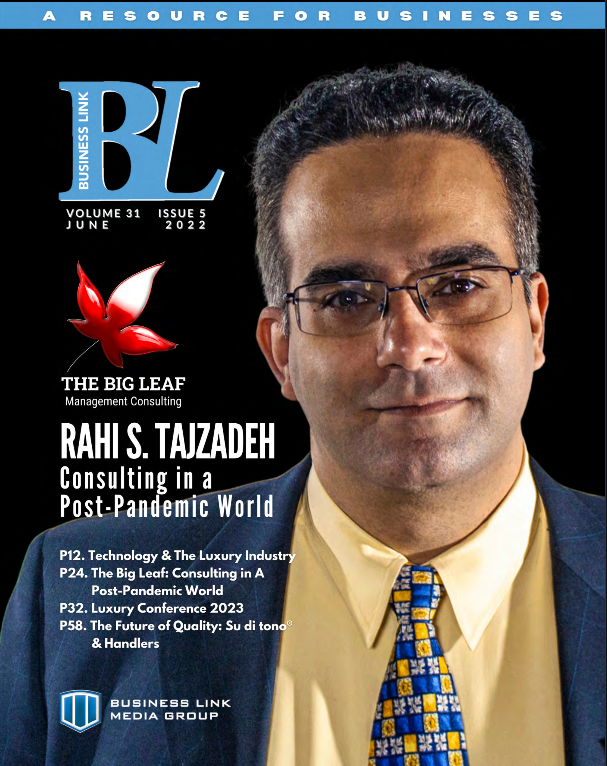 A RESOURCE FOR BUSINESSES
BUSINESS LINK
BL
VOLUME 31 ISSUE 5
JUNE 2022
THE BIG LEAF
Management Consulting
RAHI S. TAJZADEH
Consulting in a
Post-Pandemic World
P12. Technology & The Luxury Industry
P24. The Big Leaf: Consulting in A
Post-Pandemic World
P32. Luxury Conference 2023
P58. The Future of Quality: Su di tono®
& Handlers
BUSINESS LINK
MEDIA GROUP